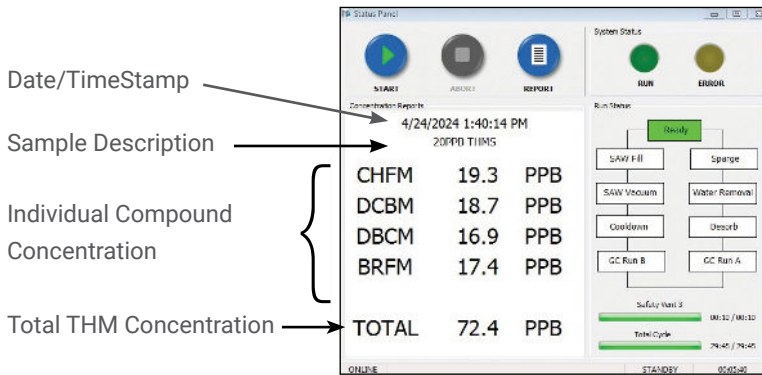 Status Panel
START
ABORT
REPORT
System Status
RUN
ERROR
Date/TimeStamp
Sample Description
Individual Compound
Concentration
Total THM Concentration
Concentration Reports
4/24/2024 1:40:14 PM
20PPB THMS
CHFM 19.3 PPB
DCBM 18.7 PPB
DBCM 16.9 PPB
BRFM 17.4 PPB
TOTAL 72.4 PPB
Run Status
Ready
SAW Fill
Sparge
SAW Vacuum
Water Removal
Cooldown
Desorb
GC Run B
GC Run A
Safety Vent 3
00:10 / 00:10
Total Cycle
29:45 / 29:45
ONLINE
STANDBY
00:05:40